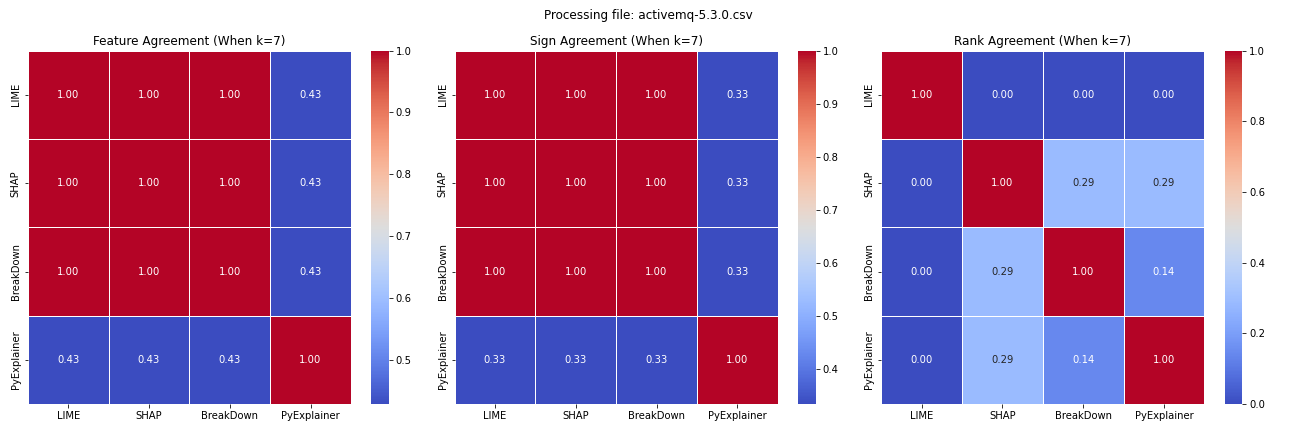 Processing file: activemq-5.3.0.csv
Feature Agreement (When k=7)
LIME
1.00 1.00 1.00 0.43
SHAP
1.00 1.00 1.00 0.43
BreakDown
1.00 1.00 1.00 0.43
PyExplainer
0.43 0.43 0.43 1.00
LIME SHAP BreakDown PyExplainer
1.0
0.9
0.8
0.7
0.6
0.5
Sign Agreement (When k=7)
LIME
1.00 1.00 1.00 0.33
SHAP
1.00 1.00 1.00 0.33
BreakDown
1.00 1.00 1.00 0.33
PyExplainer
0.33 0.33 0.33 1.00
LIME SHAP BreakDown PyExplainer
1.0
0.9
0.8
0.7
0.6
0.5
0.4
Rank Agreement (When k=7)
LIME
1.00 0.00 0.00 0.00
SHAP
0.00 1.00 0.29 0.29
BreakDown
0.00 0.29 1.00 0.14
PyExplainer
0.00 0.29 0.14 1.00
LIME SHAP BreakDown PyExplainer
1.0
0.8
0.6
0.4
0.2
0.0